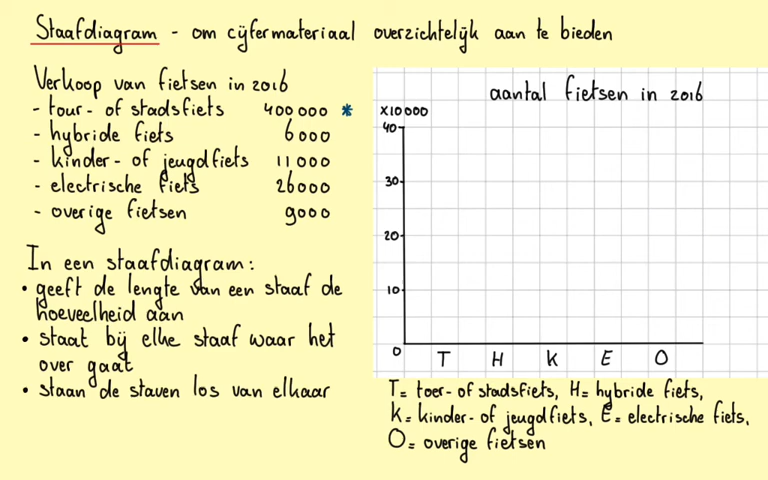 Staafdiagram - om cijfermateriaal overzichtelijk aan te bieden
Verkoop van fietsen in 2016
- tour- of stadsfiets 400 000 *
- hybride fiets 6000
- kinder- of jeugdfiets 11 000
- electrische fiets 26000
- overige fietsen 9000
In een staafdiagram:
• geeft de lengte van een staaf de
hoeveelheid aan
• staat bij elke staaf waar het
over gaat
• staan de staven los van elkaar
aantal fietsen in 2016
x10 000
40
30
20
10
0
T H K E O
T= toer- of stadsfiets, H= hybride fiets,
K= kinder- of jeugdfiets, E= electrische fiets,
O= overige fietsen